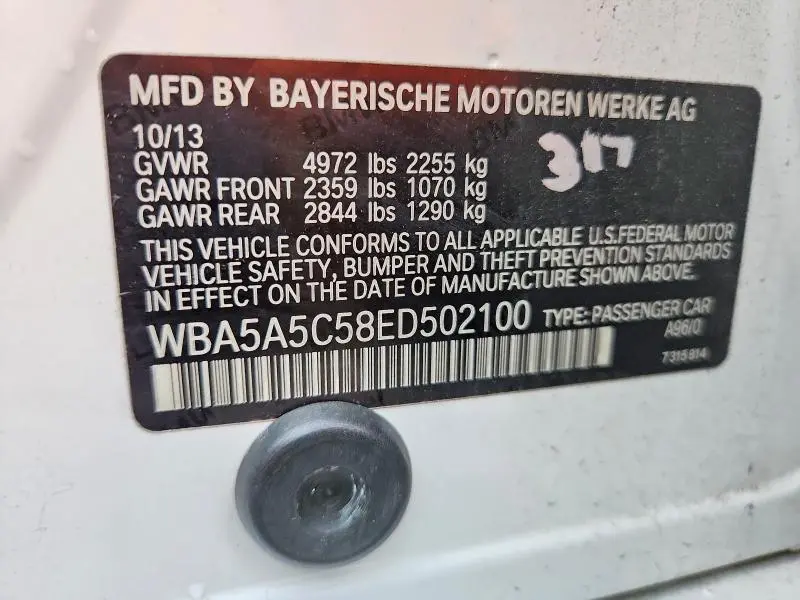 MFD BY BAYERISCHE MOTOREN WERKE AG
10/13
GVWR 4972 lbs 2255 kg
GAWR FRONT 2359 lbs 1070 kg
GAWR REAR 2844 lbs 1290 kg
317
THIS VEHICLE CONFORMS TO ALL APPLICABLE U.S.FEDERAL MOTOR
VEHICLE SAFETY, BUMPER AND THEFT PREVENTION STANDARDS
IN EFFECT ON THE DATE OF MANUFACTURE SHOWN ABOVE.
WBA5A5C58ED502100 TYPE: PASSENGER CAR
A96/0
7315814